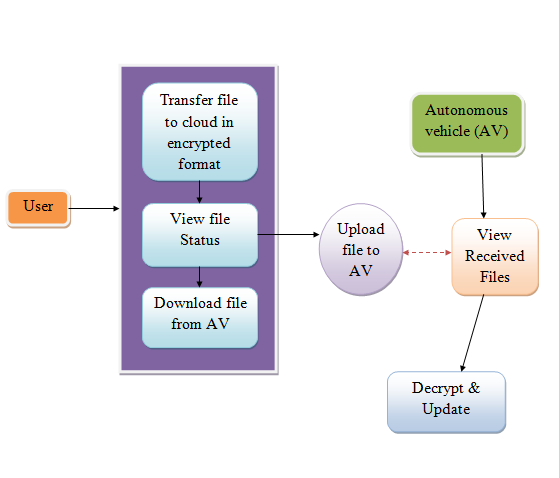 User
Transfer file
to cloud in
encrypted
format
View file
Status
Download file
from AV
Upload
file to
AV
Autonomous
vehicle (AV)
View
Received
Files
Decrypt &
Update